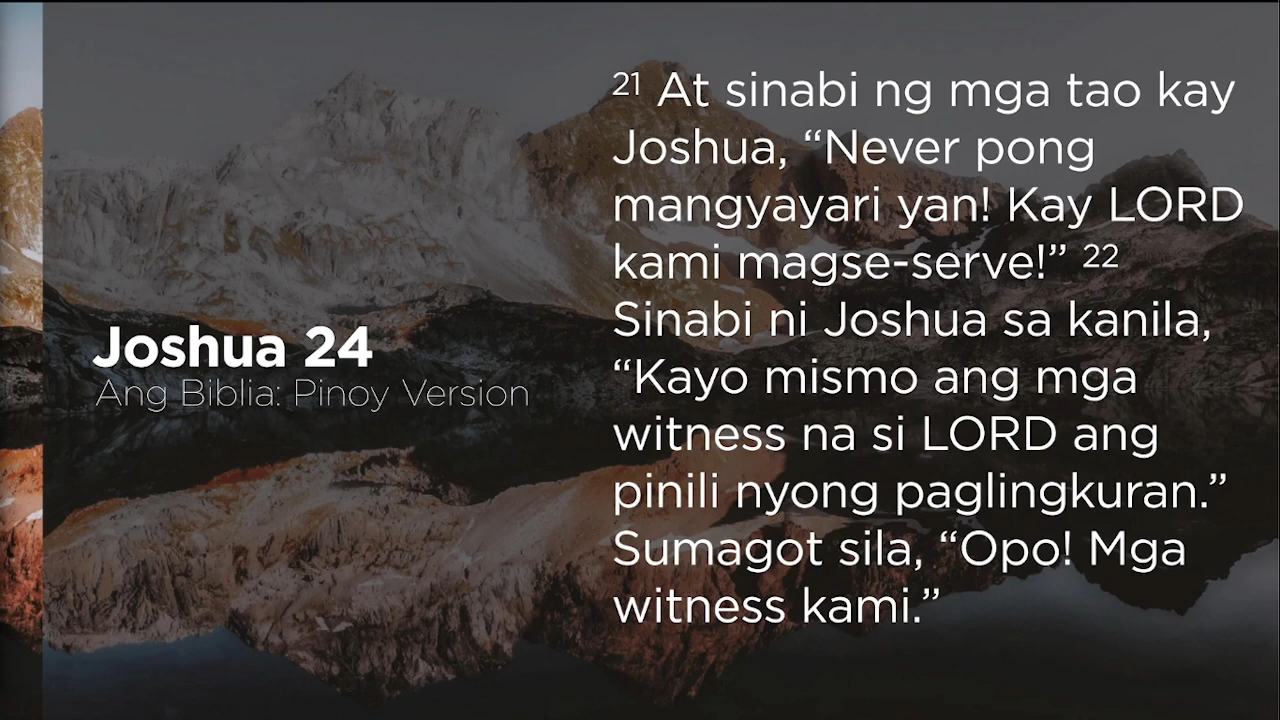 Joshua 24
Ang Biblia: Pinoy Version
21 At sinabi ng mga tao kay
Joshua, “Never pong
mangyayari yan! Kay LORD
kami magse-serve!” 22
Sinabi ni Joshua sa kanila,
“Kayo mismo ang mga
witness na si LORD ang
pinili nyong paglingkuran.”
Sumagot sila, “Opo! Mga
witness kami.”